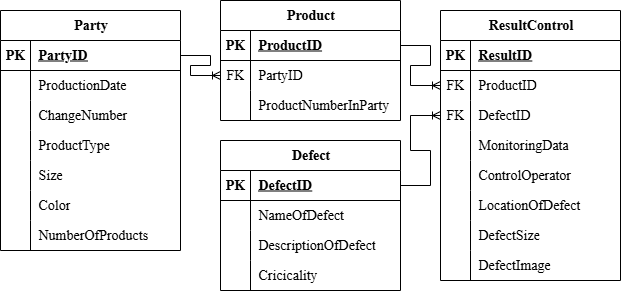 Party
PK PartyID
ProductionDate
ChangeNumber
ProductType
Size
Color
NumberOfProducts
Product
PK ProductID
FK PartyID
ProductNumberInParty
Defect
PK DefectID
NameOfDefect
DescriptionOfDefect
Cricicality
ResultControl
PK ResultID
FK ProductID
FK DefectID
MonitoringData
ControlOperator
LocationOfDefect
DefectSize
DefectImage